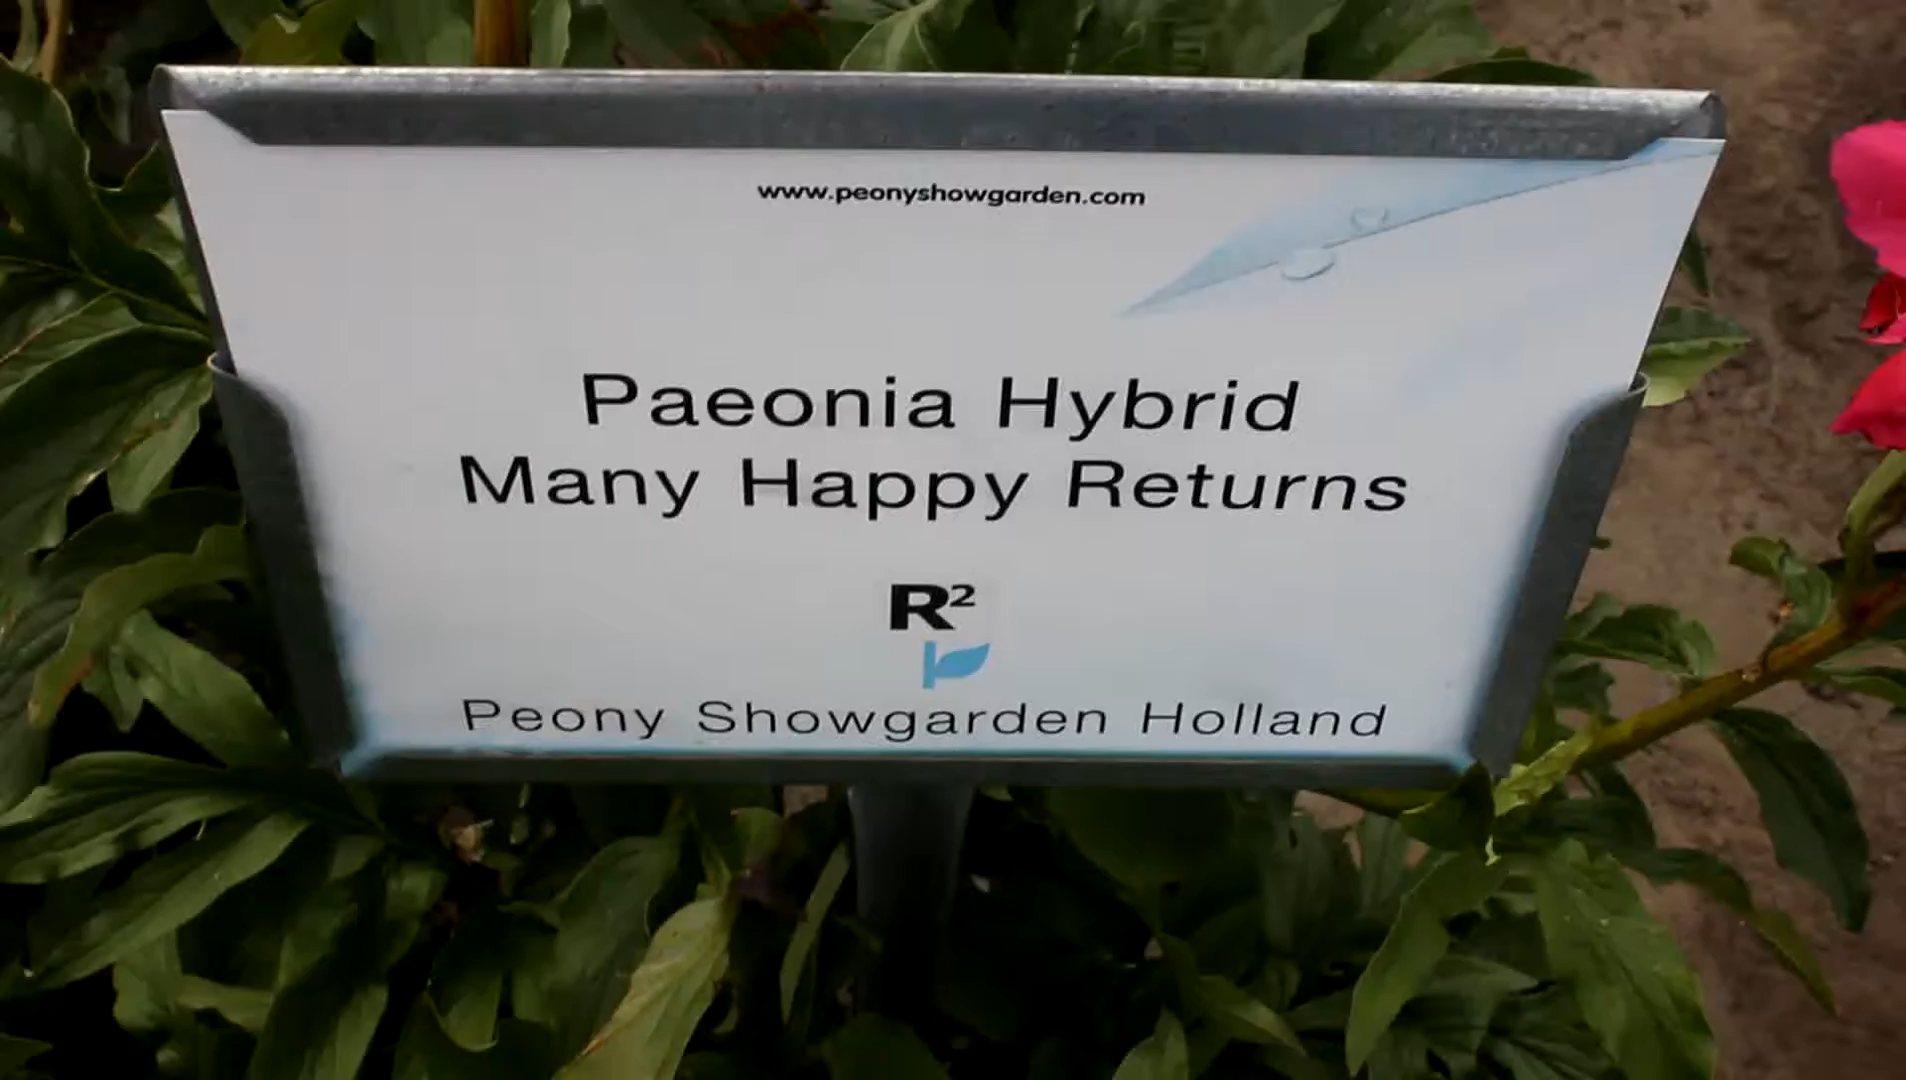 www.peonyshowgarden.com
Paeonia Hybrid
Many Happy Returns
R²
Peony Showgarden Holland